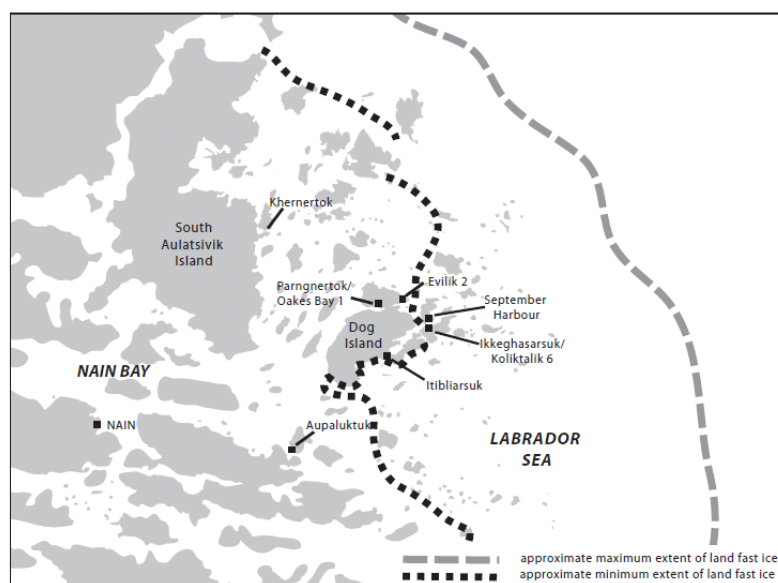 Khernertok
South
Aulatsivik
Island
Parngnertok/
Oakes Bay 1
Evilik 2
September
Harbour
Dog
Island
Ikkeghasarsuk/
Koliktalik 6
NAIN BAY
Itibliarsuk
NAIN
Aupaluktuk
LABRADOR
SEA
approximate maximum extent of land fast ice
approximate minimum extent of land fast ice